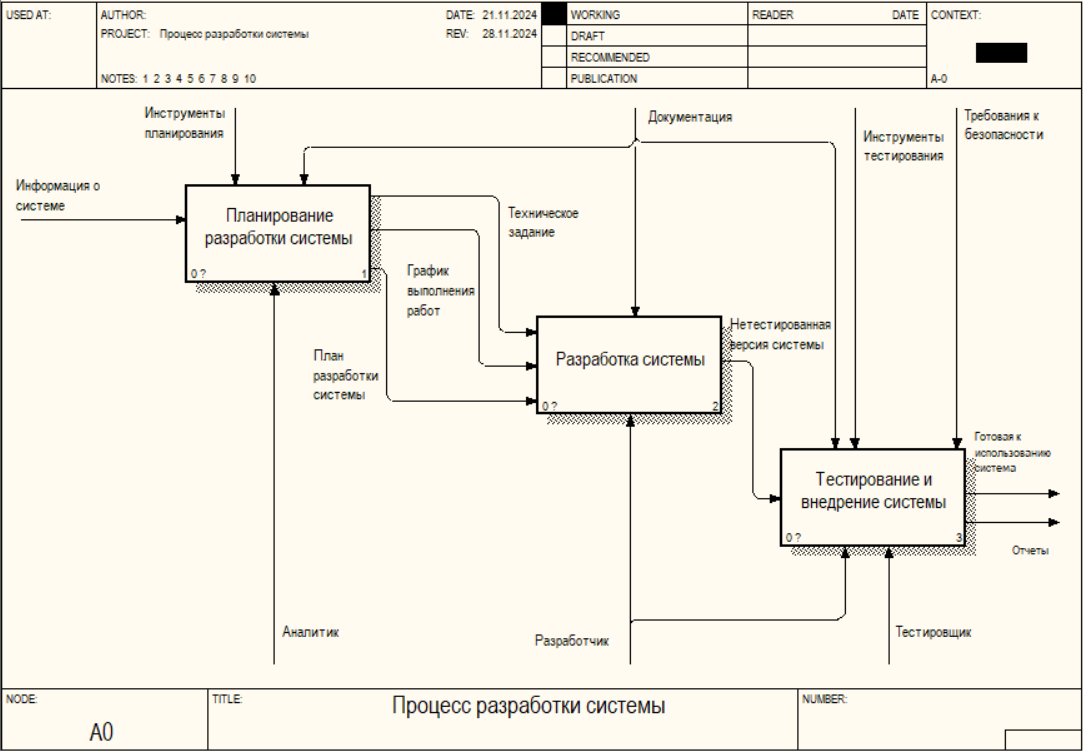 USED AT:
AUTHOR:
DATE: 21.11.2024
WORKING
READER
DATE
CONTEXT:
PROJECT: Процесс разработки системы
REV: 28.11.2024
DRAFT
RECOMMENDED
NOTES: 1 2 3 4 5 6 7 8 9 10
PUBLICATION
A-0
Инструменты
планирования
Документация
Инструменты
тестирования
Требования к
безопасности
Информация о
системе
Планирование
разработки системы
0 ?
1
Техническое
задание
График
выполнения
работ
План
разработки
системы
Разработка системы
0 ?
2
Нетестированная
версия системы
Тестирование и
внедрение системы
0 ?
3
Готовая к
использованию
система
Отчеты
Аналитик
Разработчик
Тестировщик
NODE:
A0
TITLE:
Процесс разработки системы
NUMBER: